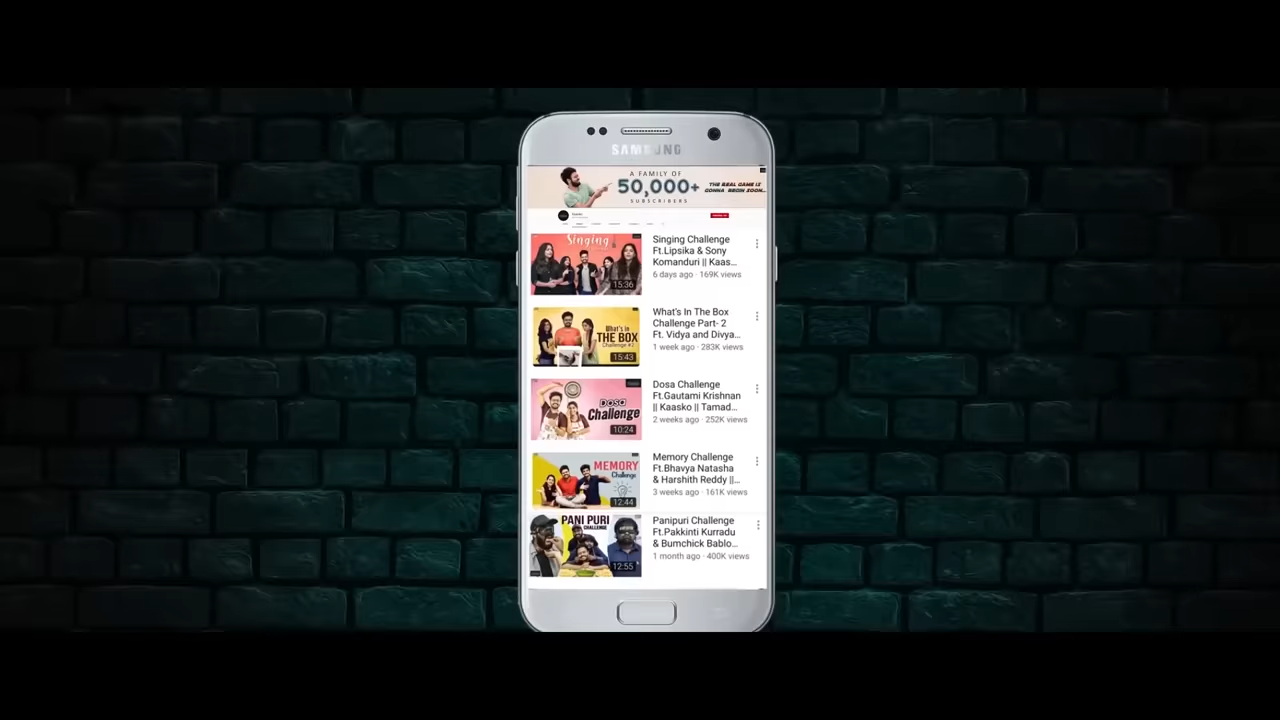 SAMSUNG
A FAMILY OF
50,000+
SUBSCRIBERS
THE REAL GAME IS
GONNA BEGIN SOON...
Singing
15:36
Singing Challenge
Ft.Lipsika & Sony
Komanduri || Kaas...
6 days ago · 169K views
What's in
THE BOX
Challenge #2
15:43
What's In The Box
Challenge Part- 2
Ft. Vidya and Divya...
1 week ago · 283K views
Dosa
Challenge
10:24
Dosa Challenge
Ft.Gautami Krishnan
|| Kaasko || Tamad...
2 weeks ago · 252K views
MEMORY
Challenge
12:44
Memory Challenge
Ft.Bhavya Natasha
& Harshith Reddy ||...
3 weeks ago · 161K views
PANI PURI
CHALLENGE
12:55
Panipuri Challenge
Ft.Pakkinti Kurradu
& Bumchick Bablo...
1 month ago · 400K views